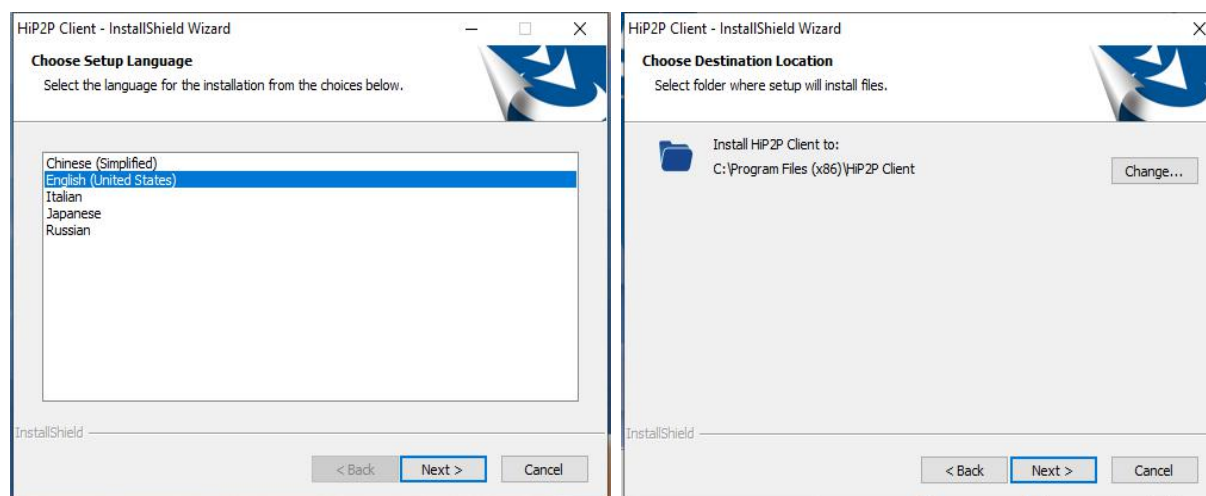 HiP2P Client - InstallShield Wizard
Choose Setup Language
Select the language for the installation from the choices below.
Chinese (Simplified)
English (United States)
Italian
Japanese
Russian
InstallShield
< Back
Next >
Cancel
HiP2P Client - InstallShield Wizard
Choose Destination Location
Select folder where setup will install files.
Install HiP2P Client to:
C:\Program Files (x86)\HiP2P Client
Change...
InstallShield
< Back
Next >
Cancel